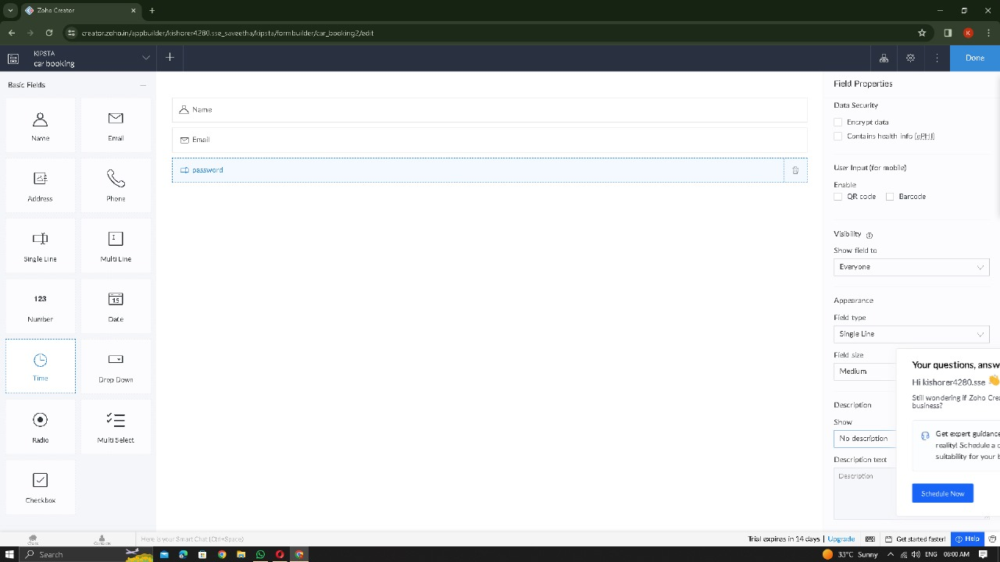 Zoho Creator
creator.zoho.in/appbuilder/kishorer4280.sse_saveetha/kipsta/formbuilder/car_booking2/edit
K
KIPSTA
car booking
Done
Basic Fields
Name
Email
Address
Phone
Single Line
Multi Line
123
Number
15
Date
Time
Drop Down
Radio
Multi Select
Checkbox
Name
Email
password
Field Properties
Data Security
Encrypt data
Contains health info (ePHI)
User Input (for mobile)
Enable
QR code
Barcode
Visibility
Show field to
Everyone
Appearance
Field type
Single Line
Field size
Medium
Description
Show
No description
Description text
Description
Your questions, answ
Hi kishorer4280.sse
Still wondering if Zoho Cre
business?
Get expert guidance
reality! Schedule a
suitability for your b
Schedule Now
Chats
Contacts
Here is your Smart Chat (Ctrl+Space)
Trial expires in 14 days
Upgrade
Get started faster!
Help
Search
33°C Sunny
ENG
06:00 AM